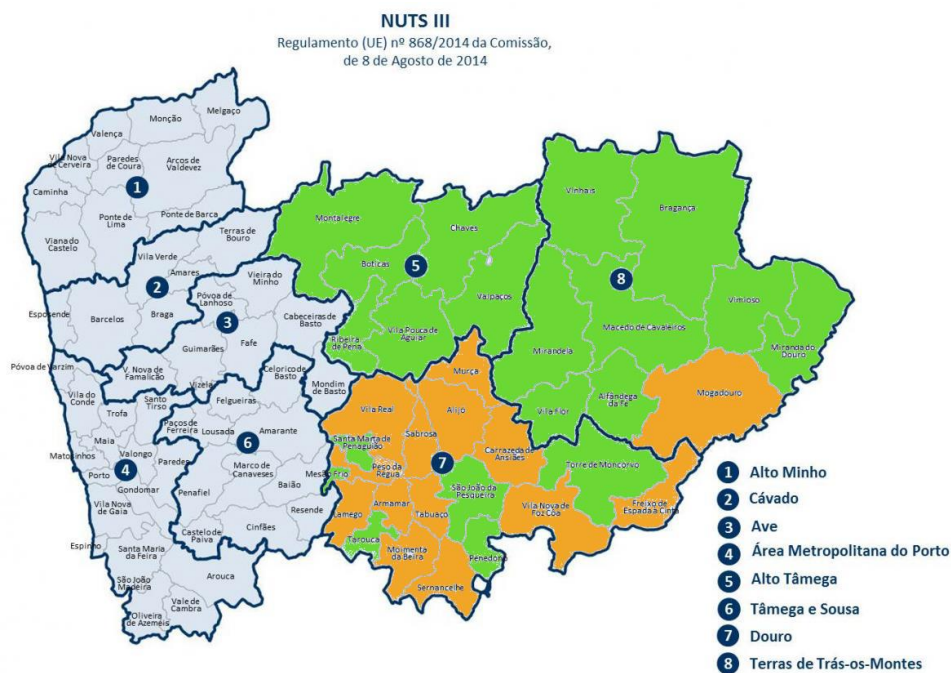 NUTS III
Regulamento (UE) nº 868/2014 da Comissão,
de 8 de Agosto de 2014
Melgaço
Monção
Valença
Vila Nova
de Cerveira
Paredes
de Coura
Arcos de
Valdevez
1
Caminha
Ponte de
Lima
Ponte de Barca
Viana do
Castelo
Terras de
Bouro
Vila Verde
Amares
2
Vieira do
Minho
Póvoa de
Lanhoso
Esposende
Barcelos
Braga
3
Cabeceiras de
Basto
Guimarães
Fafe
V. Nova de
Famalicão
Vizela
Celorico de
Basto
Mondim de
Basto
Póvoa de Varzim
Vila do
Conde
Santo
Tirso
Trofa
Felgueiras
Paços de
Ferreira
Lousada
Amarante
6
Maia
Matosinhos
Valongo
Paredes
Porto
4
Marco de
Canaveses
Gondomar
Penafiel
Baião
Mesão Frio
Vila Nova
de Gaia
Resende
Castelo de
Paiva
Cinfães
Espinho
Santa Maria
da Feira
Arouca
São João
Madeira
Vale de
Cambra
Oliveira
de Azeméis
Montalegre
Chaves
Boticas
5
Valpaços
Vila Pouca de
Aguiar
Ribeira
de Pena
Vinhais
Bragança
8
Vimioso
Macedo de Cavaleiros
Mirandela
Miranda do
Douro
Alfândega
da Fé
Mogadouro
Vila Flor
Murça
Vila Real
Alijó
Sabrosa
Santa Marta de
Penaguião
Carrazeda de
Ansiães
Peso da
Régua
7
Torre de Moncorvo
São João da
Pesqueira
Lamego
Armamar
Tabuaço
Vila Nova de
Foz Côa
Freixo de
Espada à Cinta
Tarouca
Moimenta
da Beira
Penedono
Sernancelhe
1 Alto Minho
2 Cávado
3 Ave
4 Área Metropolitana do Porto
5 Alto Tâmega
6 Tâmega e Sousa
7 Douro
8 Terras de Trás-os-Montes